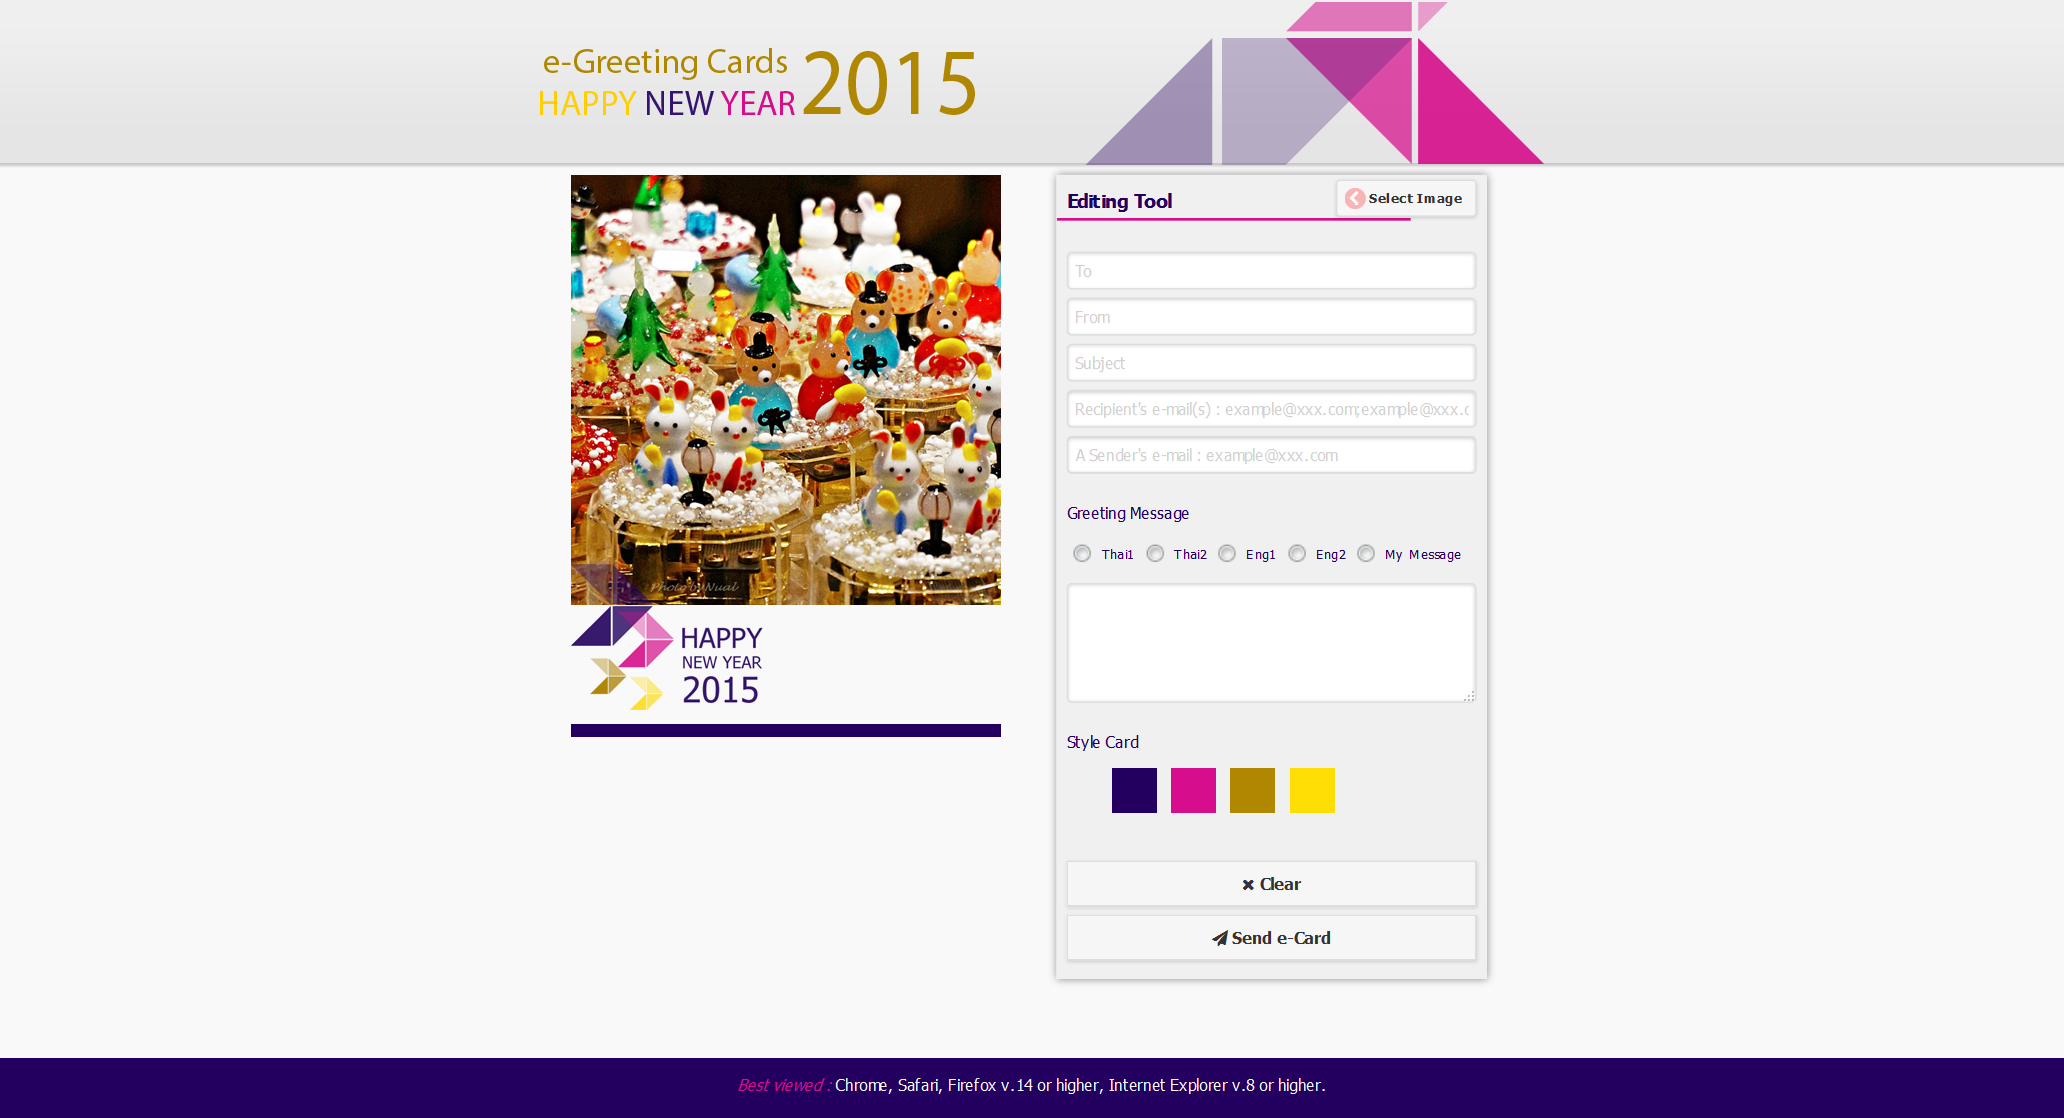 e-Greeting Cards
HAPPY NEW YEAR 2015
Editing Tool
Select Image
To
From
Subject
Recipient's e-mail(s) : example@xxx.com;example@xxx.c
A Sender's e-mail : example@xxx.com
Greeting Message
Thai1 Thai2 Eng1 Eng2 My Message
Photo by Nual
HAPPY
NEW YEAR
2015
Style Card
Clear
Send e-Card
Best viewed : Chrome, Safari, Firefox v.14 or higher, Internet Explorer v.8 or higher.